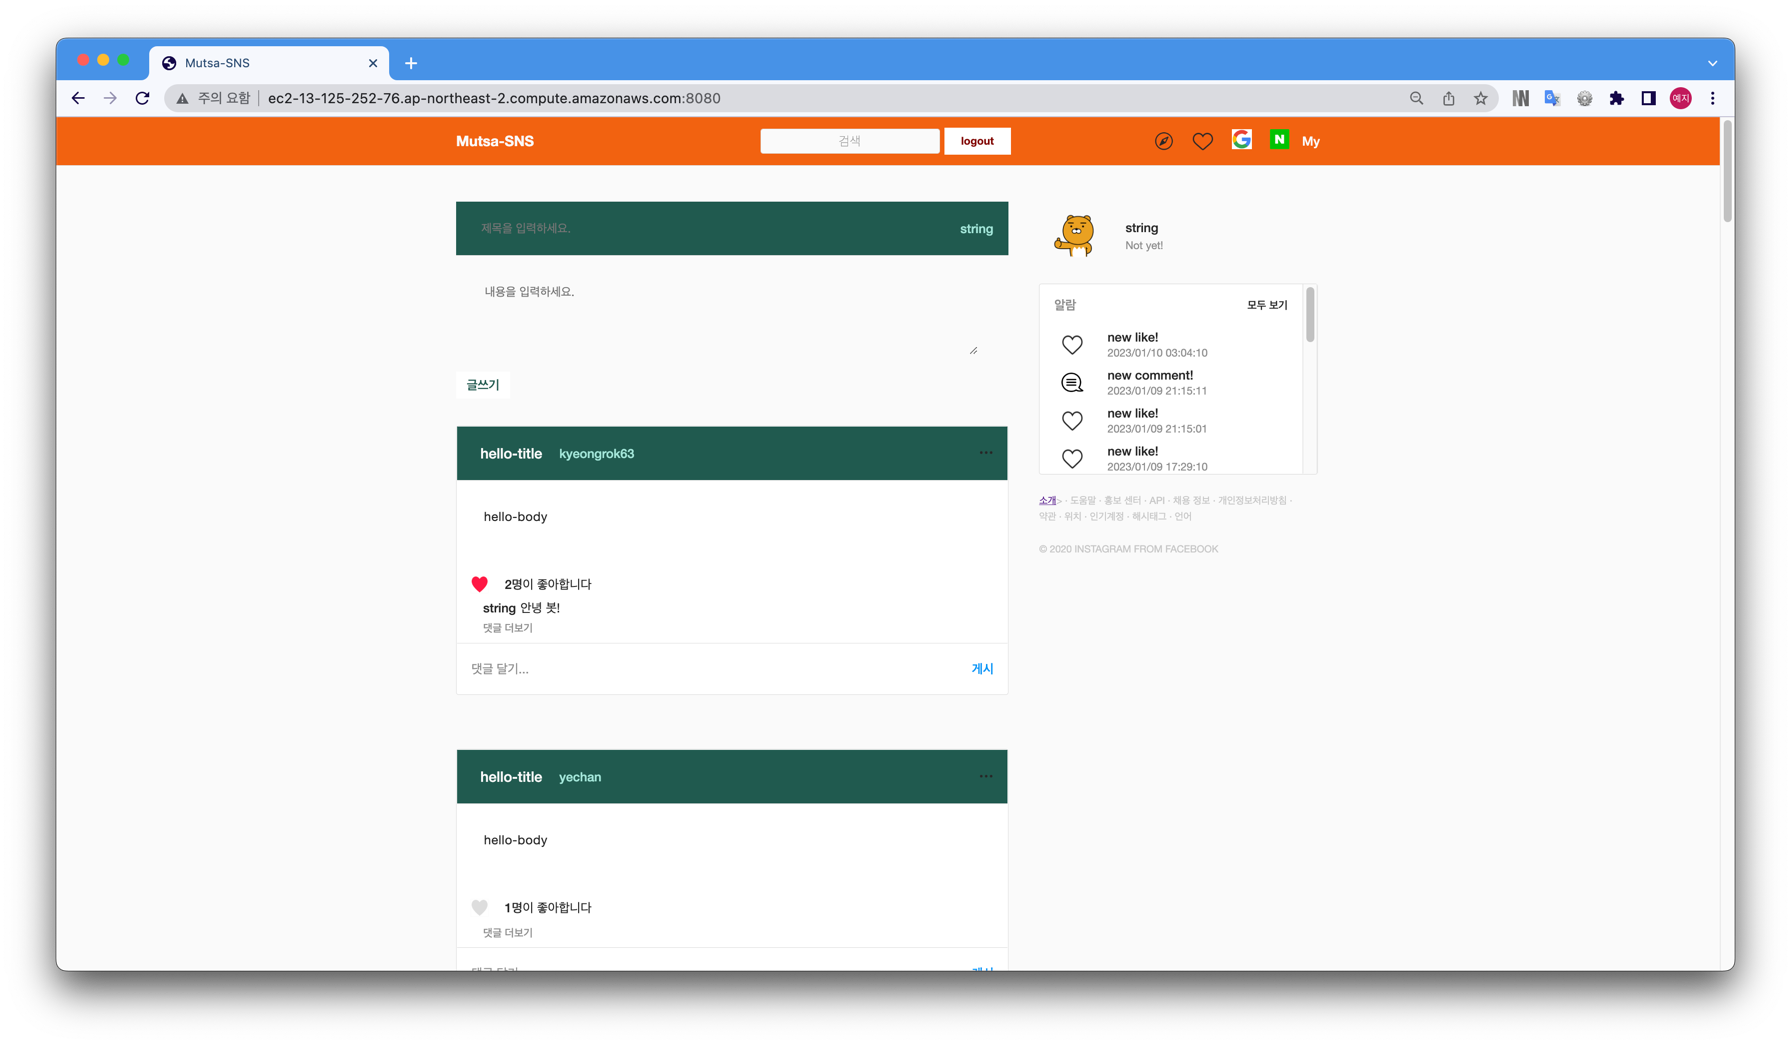 Mutsa-SNS
주의 요함
ec2-13-125-252-76.ap-northeast-2.compute.amazonaws.com:8080
예지
Mutsa-SNS
검색
logout
N
My
제목을 입력하세요.
string
내용을 입력하세요.
글쓰기
hello-title kyeongrok63
...
hello-body
2명이 좋아합니다
string 안녕 봇!
댓글 더보기
댓글 달기...
게시
hello-title yechan
...
hello-body
1명이 좋아합니다
댓글 더보기
string
Not yet!
알람
모두 보기
new like!
2023/01/10 03:04:10
new comment!
2023/01/09 21:15:11
new like!
2023/01/09 21:15:01
new like!
2023/01/09 17:29:10
소개> · 도움말 · 홍보 센터 · API · 채용 정보 · 개인정보처리방침 ·
약관 · 위치 · 인기계정 · 해시태그 · 언어
© 2020 INSTAGRAM FROM FACEBOOK